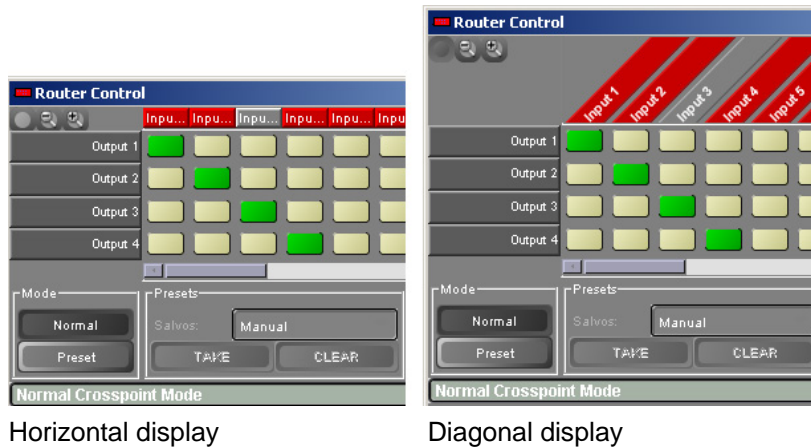 Router Control
Inpu... Inpu... Inpu... Inpu... Inpu... Inpu
Output 1
Output 2
Output 3
Output 4
Mode
Normal
Preset
Presets
Salvos: Manual
TAKE CLEAR
Normal Crosspoint Mode
Horizontal display
Router Control
Input 1 Input 2 Input 3 Input 4 Input 5
Output 1
Output 2
Output 3
Output 4
Mode
Normal
Preset
Presets
Salvos: Manual
TAKE CLEAR
Normal Crosspoint Mode
Diagonal display